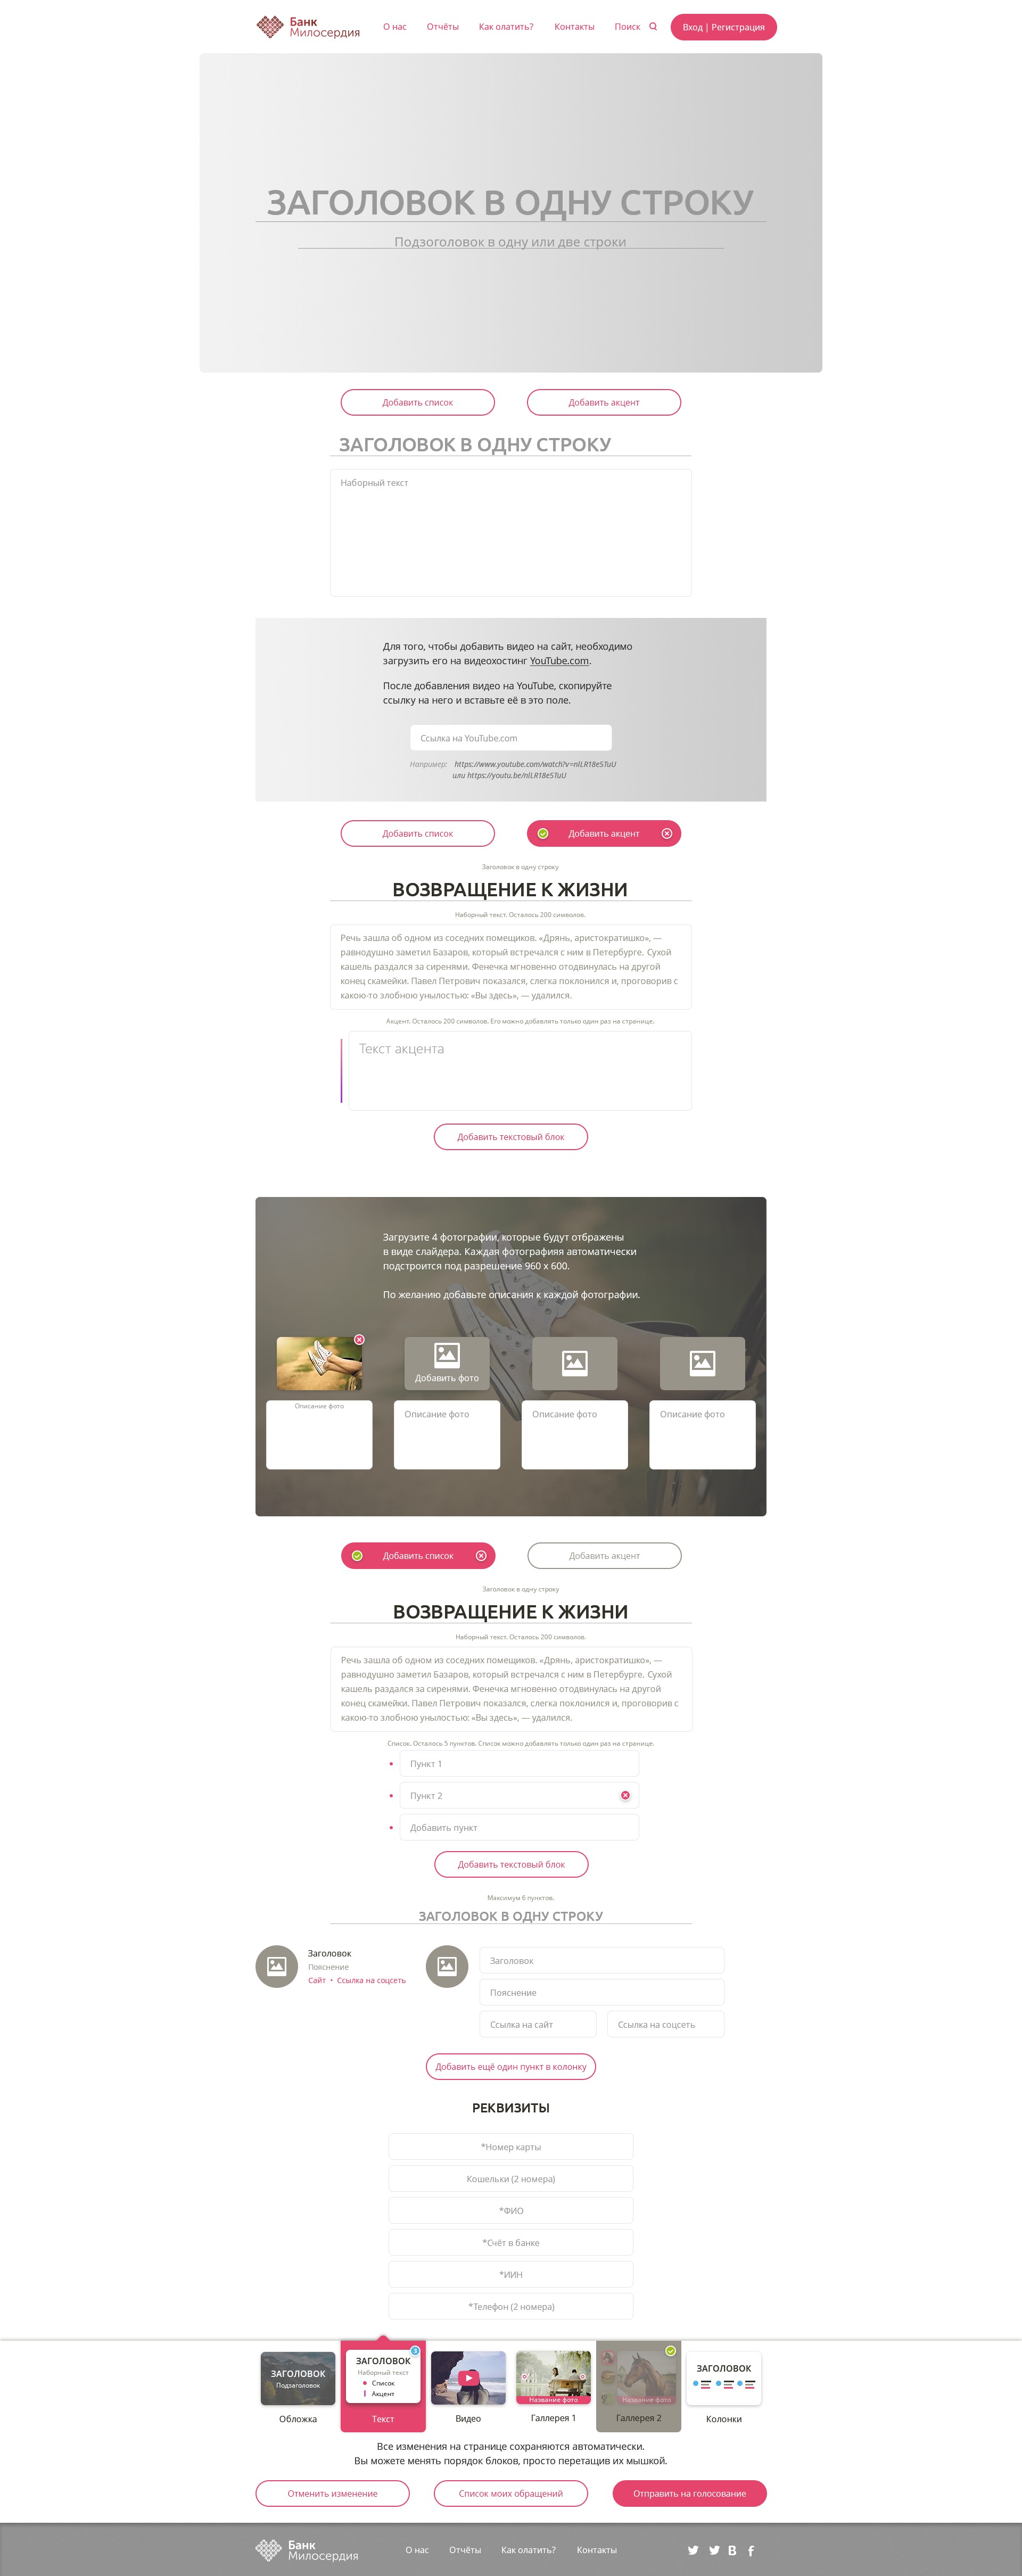 Банк
Милосердия
О нас
Отчёты
Как олатить?
Контакты
Поиск
Вход | Регистрация
ЗАГОЛОВОК В ОДНУ СТРОКУ
Подзоголовок в одну или две строки
Добавить список
Добавить акцент
ЗАГОЛОВОК В ОДНУ СТРОКУ
Наборный текст
Для того, чтобы добавить видео на сайт, необходимо
загрузить его на видеохостинг YouTube.com.
После добавления видео на YouTube, скопируйте
ссылку на него и вставьте её в это поле.
Ссылка на YouTube.com
Например: https://www.youtube.com/watch?v=nlLR18e5TuU
или https://youtu.be/nlLR18e5TuU
Добавить список
Добавить акцент
Заголовок в одну строку
ВОЗВРАЩЕНИЕ К ЖИЗНИ
Наборный текст. Осталось 200 символов.
Речь зашла об одном из соседних помещиков. «Дрянь, аристократишко», —
равнодушно заметил Базаров, который встречался с ним в Петербурге. Сухой
кашель раздался за сиренями. Фенечка мгновенно отодвинулась на другой
конец скамейки. Павел Петрович показался, слегка поклонился и, проговорив с
какою-то злобною унылостью: «Вы здесь», — удалился.
Акцент. Осталось 200 символов. Его можно добавлять только один раз на странице.
Текст акцента
Добавить текстовый блок
Загрузите 4 фотографии, которые будут отбражены
в виде слайдера. Каждая фотографияя автоматически
подстроится под разрешение 960 x 600.
По желанию добавьте описания к каждой фотографии.
Добавить фото
Описание фото
Описание фото
Описание фото
Описание фото
Добавить список
Добавить акцент
Заголовок в одну строку
ВОЗВРАЩЕНИЕ К ЖИЗНИ
Наборный текст. Осталось 200 символов.
Речь зашла об одном из соседних помещиков. «Дрянь, аристократишко», —
равнодушно заметил Базаров, который встречался с ним в Петербурге. Сухой
кашель раздался за сиренями. Фенечка мгновенно отодвинулась на другой
конец скамейки. Павел Петрович показался, слегка поклонился и, проговорив с
какою-то злобною унылостью: «Вы здесь», — удалился.
Список. Осталось 5 пунктов. Список можно добавлять только один раз на странице.
Пункт 1
Пункт 2
Добавить пункт
Добавить текстовый блок
Максимум 6 пунктов.
ЗАГОЛОВОК В ОДНУ СТРОКУ
Заголовок
Пояснение
Сайт • Ссылка на соцсеть
Заголовок
Пояснение
Ссылка на сайт
Ссылка на соцсеть
Добавить ещё один пункт в колонку
РЕКВИЗИТЫ
*Номер карты
Кошельки (2 номера)
*ФИО
*Счёт в банке
*ИИН
*Телефон (2 номера)
ЗАГОЛОВОК
Подзаголовок
Обложка
3
ЗАГОЛОВОК
Наборный текст
Список
Акцент
Текст
Видео
Название фото
Галлерея 1
Название фото
Галлерея 2
ЗАГОЛОВОК
Колонки
Все изменения на странице сохраняются автоматически.
Вы можете менять порядок блоков, просто перетащив их мышкой.
Отменить изменение
Список моих обращений
Отправить на голосование
Банк
Милосердия
О нас
Отчёты
Как олатить?
Контакты